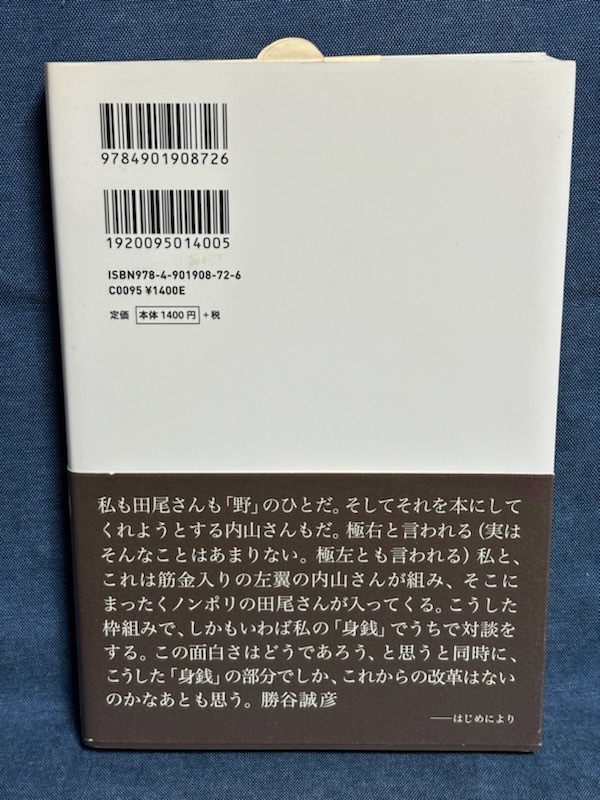 9784901908726
1920095014005
ISBN978-4-901908-72-6
C0095 ¥1400E
定価 本体1400円 +税
私も田尾さんも「野」のひとだ。そしてそれを本にして
くれようとする内山さんもだ。極右と言われる(実は
そんなことはあまりない。極左とも言われる)私と、
これは筋金入りの左翼の内山さんが組み、そこに
まったくノンポリの田尾さんが入ってくる。こうした
枠組みで、しかもいわば私の「身銭」でうちで対談を
する。この面白さはどうであろう、と思うと同時に、
こうした「身銭」の部分でしか、これからの改革はない
のかなあとも思う。勝谷誠彦
──はじめにより